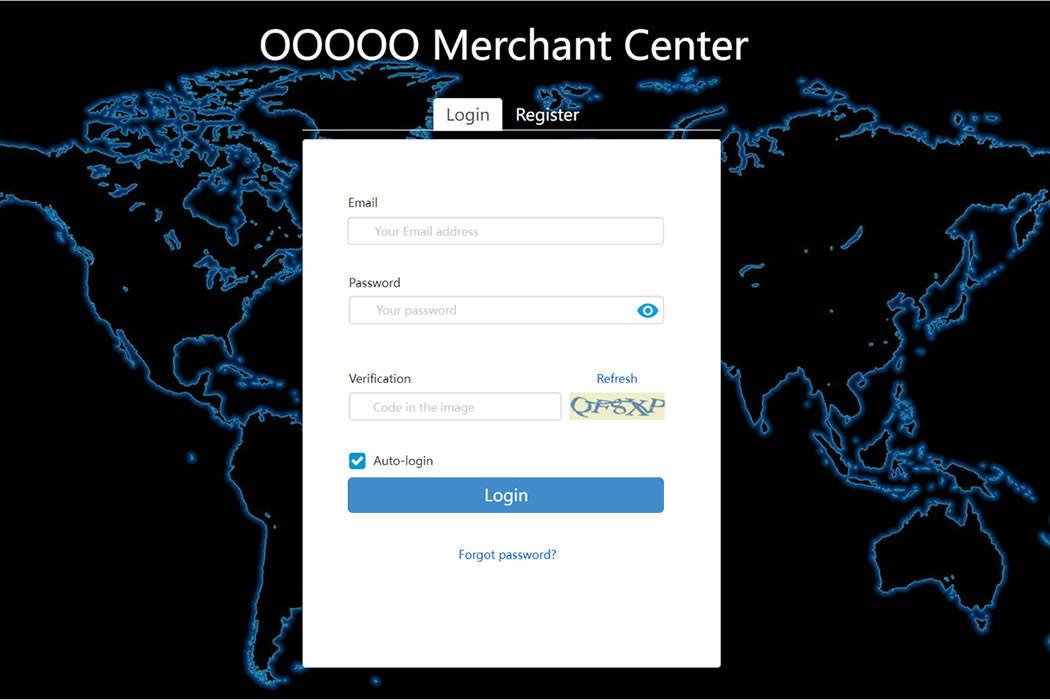 OOOOO Merchant Center
Login Register
Email
Your Email address
Password
Your password
Verification Refresh
Code in the image QF8XP
Auto-login
Login
Forgot password?